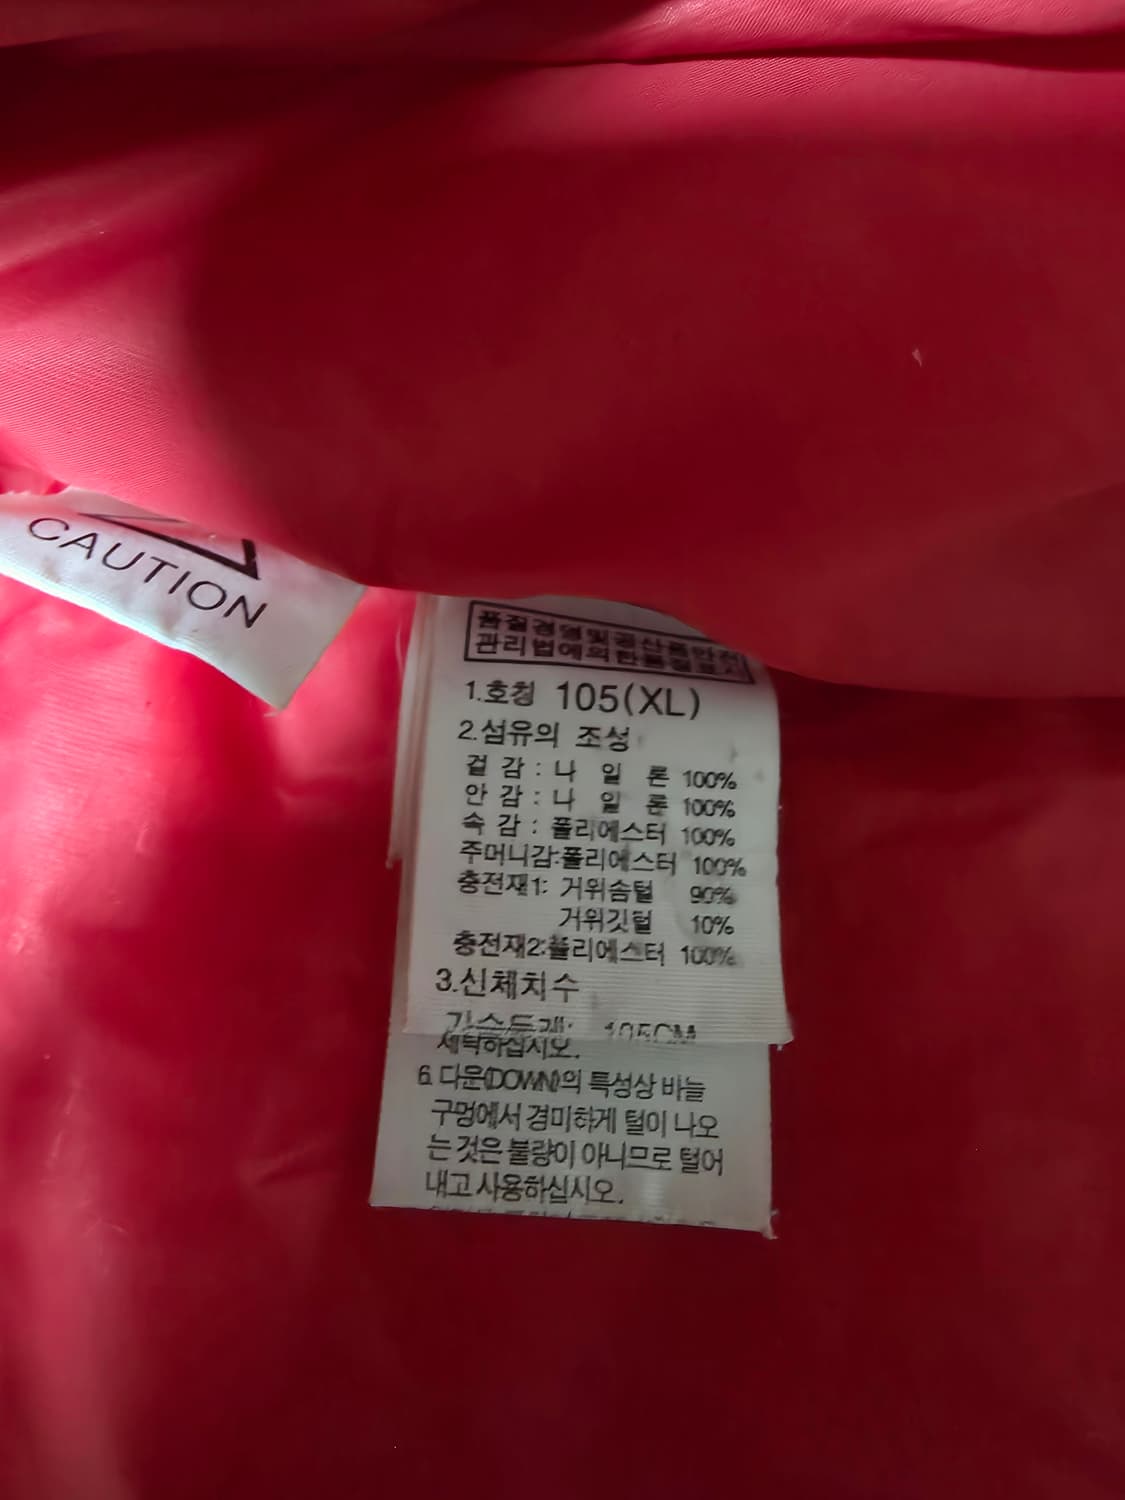 CAUTION
품질경영및공산품안전
관리법에의한품질표시
1.호칭 105(XL)
2.섬유의 조성
겉 감 : 나 일 론 100%
안 감 : 나 일 론 100%
속 감 : 폴리에스터 100%
주머니감:폴리에스터 100%
충전재1: 거위솜털 90%
거위깃털 10%
충전재2:폴리에스터 100%
3.신체치수
가슴둘레: 105CM
세탁하십시오.
6. 다운(DOWN)의 특성상 바늘
구멍에서 경미하게 털이 나오
는 것은 불량이 아니므로 털어
내고 사용하십시오.